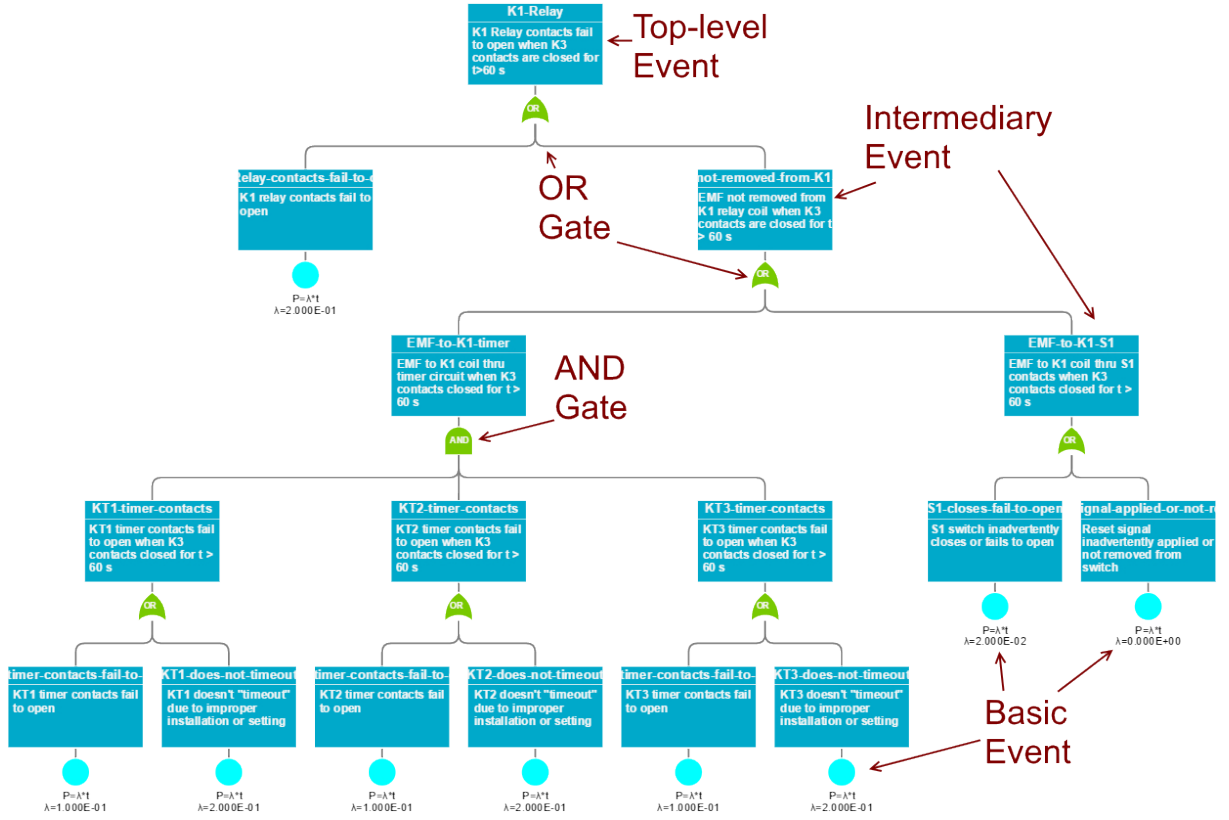 K1-Relay
K1 Relay contacts fail
to open when K3
contacts are closed for
t>60 s
Top-level
Event
OR
Intermediary
Event
Relay-contacts-fail-to-
K1 relay contacts fail to
open
P=λ*t
λ=2.000E-01
OR
Gate
not-removed-from-K1
EMF not removed from
K1 relay coil when K3
contacts are closed for t
> 60 s
OR
EMF-to-K1-timer
EMF to K1 coil thru
timer circuit when K3
contacts closed for t >
60 s
AND
Gate
AND
EMF-to-K1-S1
EMF to K1 coil thru S1
contacts when K3
contacts closed for t >
60 s
OR
KT1-timer-contacts
KT1 timer contacts fail
to open when K3
contacts closed for t >
60 s
OR
KT2-timer-contacts
KT2 timer contacts fail
to open when K3
contacts closed for t >
60 s
OR
KT3-timer-contacts
KT3 timer contacts fail
to open when K3
contacts closed for t >
60 s
OR
S1-closes-fail-to-open
S1 switch inadvertently
closes or fails to open
P=λ*t
λ=2.000E-02
ignal-applied-or-not-r
Reset signal
inadvertently applied or
not removed from
switch
P=λ*t
λ=0.000E+00
timer-contacts-fail-to-
KT1 timer contacts fail
to open
P=λ*t
λ=1.000E-01
KT1-does-not-timeout
KT1 doesn't "timeout"
due to improper
installation or setting
P=λ*t
λ=2.000E-01
timer-contacts-fail-to-
KT2 timer contacts fail
to open
P=λ*t
λ=1.000E-01
KT2-does-not-timeout
KT2 doesn't "timeout"
due to improper
installation or setting
P=λ*t
λ=2.000E-01
timer-contacts-fail-to-
KT3 timer contacts fail
to open
P=λ*t
λ=1.000E-01
KT3-does-not-timeout
KT3 doesn't "timeout"
due to improper
installation or setting
P=λ*t
λ=2.000E-01
Basic
Event